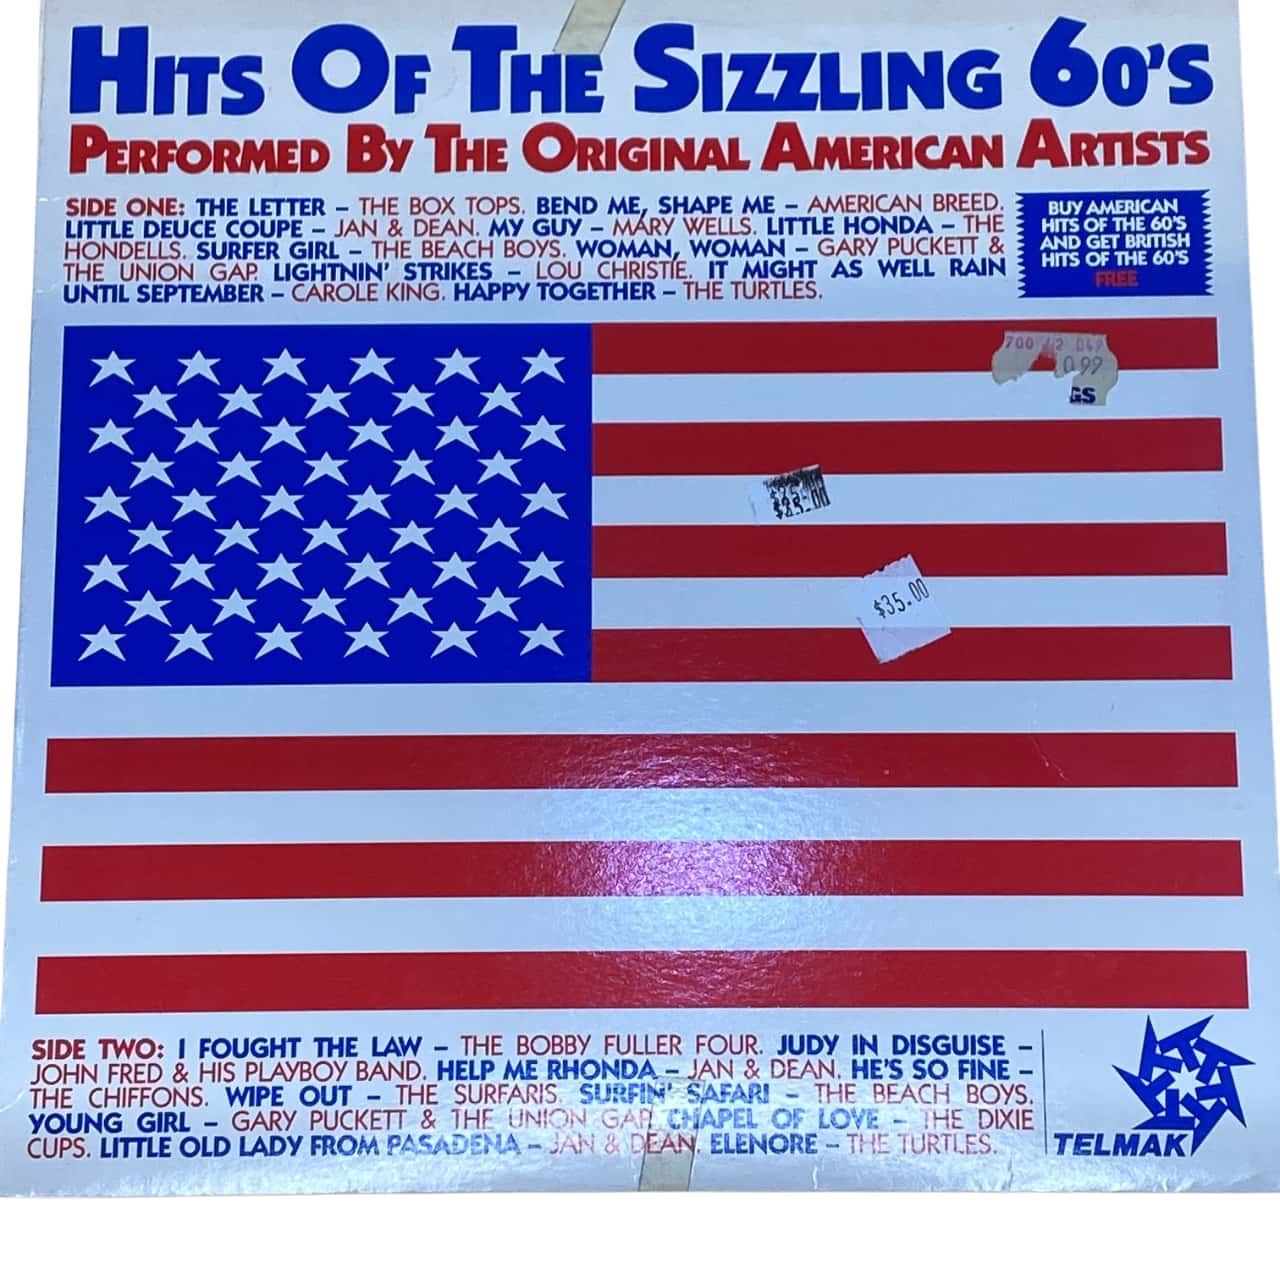 HITS OF THE SIZZLING 60'S
PERFORMED BY THE ORIGINAL AMERICAN ARTISTS
SIDE ONE: THE LETTER – THE BOX TOPS. BEND ME, SHAPE ME – AMERICAN BREED.
LITTLE DEUCE COUPE – JAN & DEAN. MY GUY – MARY WELLS. LITTLE HONDA – THE
HONDELLS. SURFER GIRL – THE BEACH BOYS. WOMAN, WOMAN – GARY PUCKETT &
THE UNION GAP. LIGHTNIN' STRIKES – LOU CHRISTIE. IT MIGHT AS WELL RAIN
UNTIL SEPTEMBER – CAROLE KING. HAPPY TOGETHER – THE TURTLES.
BUY AMERICAN
HITS OF THE 60'S
AND GET BRITISH
HITS OF THE 60'S
FREE
700
0.99
GS
$35.00
SIDE TWO: I FOUGHT THE LAW – THE BOBBY FULLER FOUR. JUDY IN DISGUISE –
JOHN FRED & HIS PLAYBOY BAND. HELP ME RHONDA – JAN & DEAN. HE'S SO FINE –
THE CHIFFONS. WIPE OUT – THE SURFARIS. SURFIN' SAFARI – THE BEACH BOYS.
YOUNG GIRL – GARY PUCKETT & THE UNION GAP. CHAPEL OF LOVE – THE DIXIE
CUPS. LITTLE OLD LADY FROM PASADENA – JAN & DEAN. ELENORE – THE TURTLES.
TELMAK